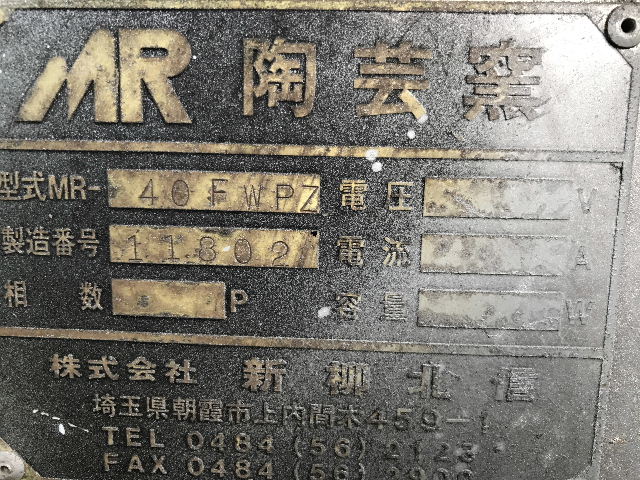 MR 陶芸窯
型式MR- 40FWPZ 電圧 V
製造番号 11802 電流 A
相数 P 容量 W
株式会社 新柳北信
埼玉県朝霞市上内間木459-1
TEL 0484 (56) 2123
FAX 0484 (56)